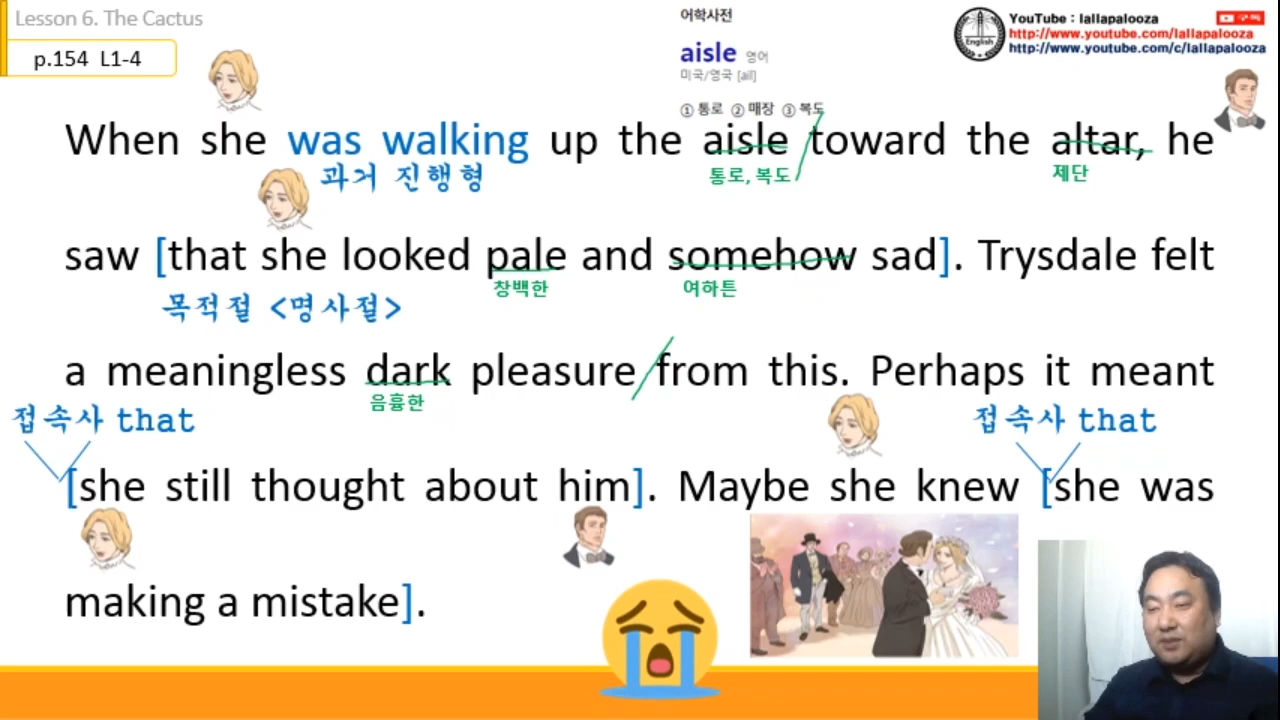 Lesson 6. The Cactus
p.154 L1-4
어학사전
aisle 영어
미국/영국 [ail]
① 통로 ② 매장 ③ 복도
YouTube : lallapalooza
구독
http://www.youtube.com/lallapalooza
http://www.youtube.com/c/lallapalooza
English
When she was walking up the aisle toward the altar, he
과거 진행형
통로, 복도
제단
saw [that she looked pale and somehow sad]. Trysdale felt
목적절 <명사절>
창백한
여하튼
a meaningless dark pleasure from this. Perhaps it meant
음흉한
접속사 that
접속사 that
[she still thought about him]. Maybe she knew [she was
making a mistake].